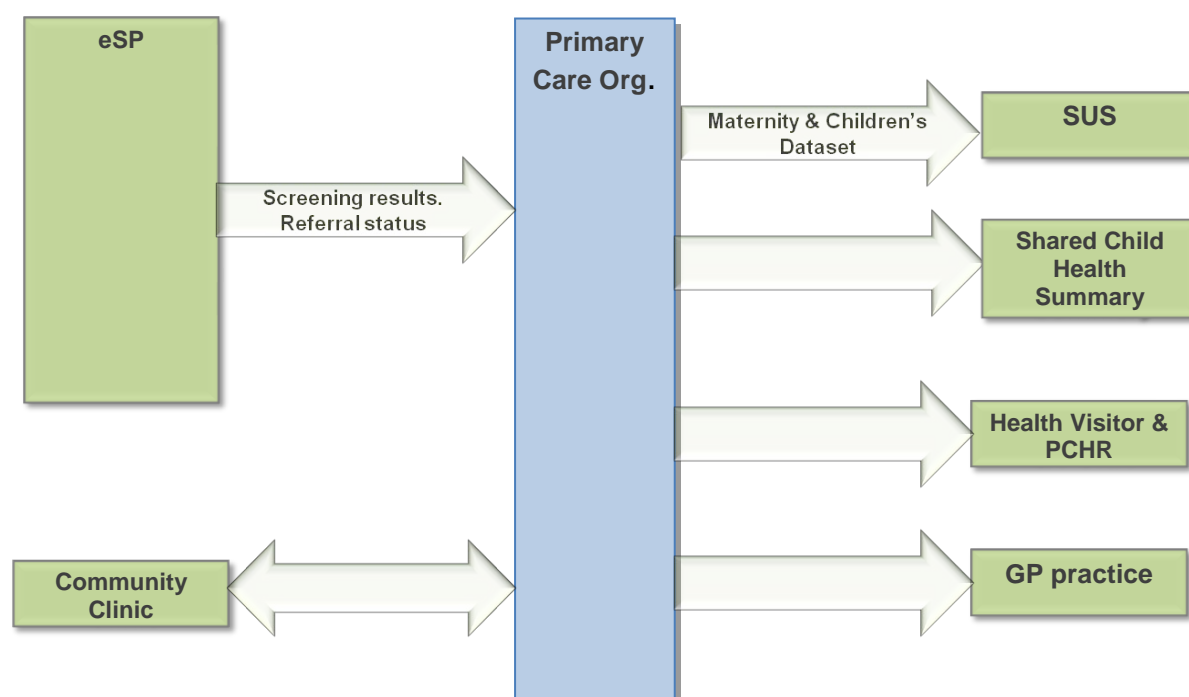 eSP
Primary
Care Org.
Maternity & Children's
Dataset
SUS
Screening results.
Referral status
Shared Child
Health
Summary
Health Visitor &
PCHR
Community
Clinic
GP practice